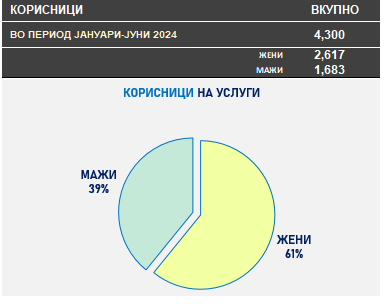 КОРИСНИЦИ ВКУПНО
ВО ПЕРИОД ЈАНУАРИ-ЈУНИ 2024 4,300
ЖЕНИ 2,617
МАЖИ 1,683
КОРИСНИЦИ НА УСЛУГИ
МАЖИ
39%
ЖЕНИ
61%